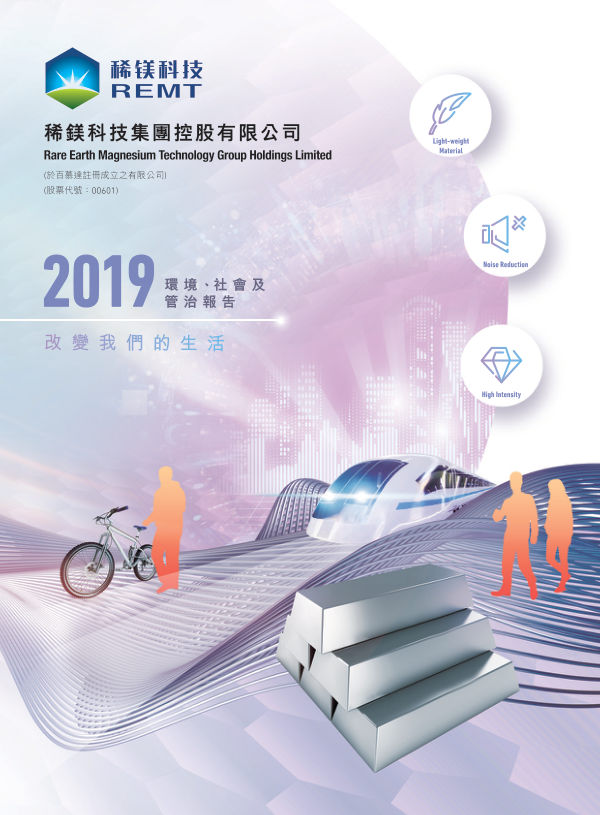 稀镁科技
REMT
稀鎂科技集團控股有限公司
Rare Earth Magnesium Technology Group Holdings Limited
(於百慕達註冊成立之有限公司)
(股票代號：00601)
Light-weight
Material
Noise Reduction
High Intensity
2019
環境、社會及
管治報告
改變我們的生活